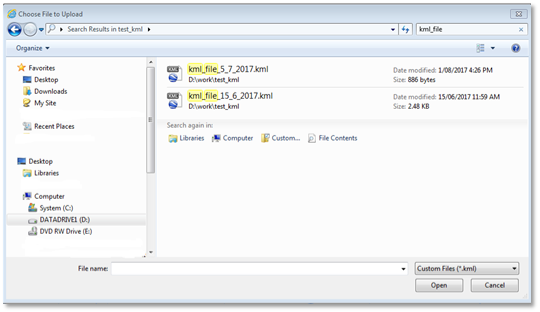 Choose File to Upload
Search Results in test_kml
kml_file
Organize
Favorites
Desktop
Downloads
My Site
Recent Places
Desktop
Libraries
Computer
System (C:)
DATADRIVE1 (D:)
DVD RW Drive (E:)
KML
kml_file_5_7_2017.kml
D:\work\test_kml
Date modified: 1/08/2017 4:26 PM
Size: 886 bytes
KML
kml_file_15_6_2017.kml
D:\work\test_kml
Date modified: 15/06/2017 11:59 AM
Size: 2.48 KB
Search again in:
Libraries Computer Custom... File Contents
File name:
Custom Files (*.kml)
Open Cancel